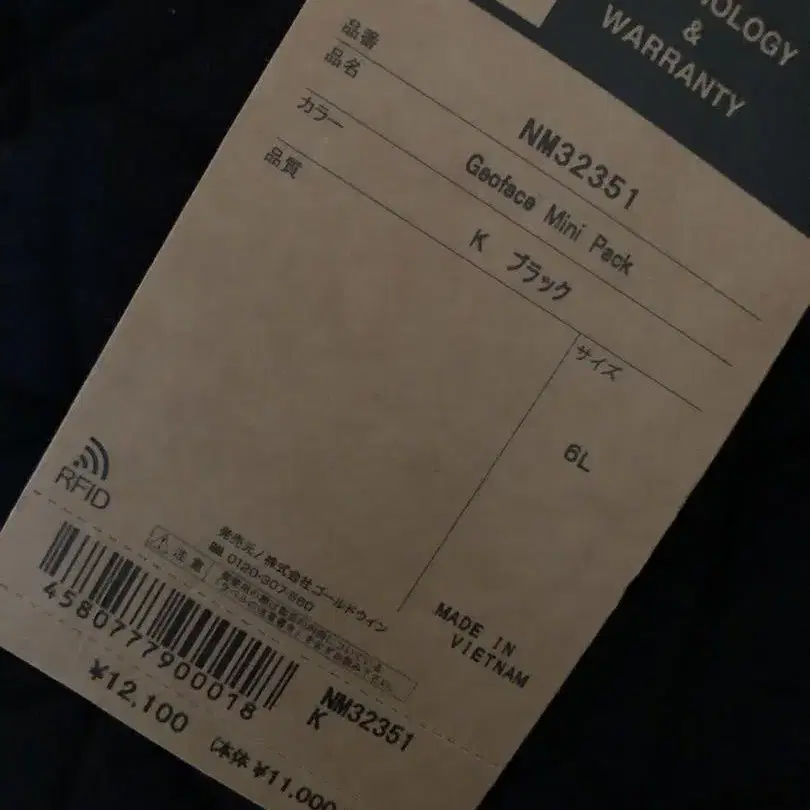 NOLOGY
&
WARRANTY
品番 NM32351
品名 Geoface Mini Pack
カラー K ブラック
品質
サイズ
6L
RFID
発売元/株式会社ゴールドウイン
0120-307-560
注意
MADE IN
VIETNAM
4580777900018
NM32351
K
¥12,100
(本体 ¥11,000